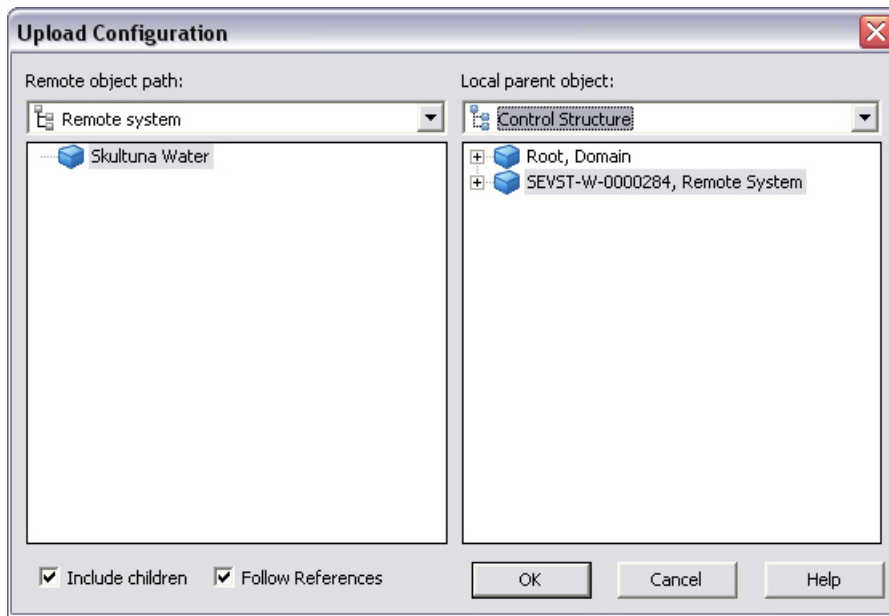 Upload Configuration
Remote object path:
Local parent object:
Remote system
Control Structure
Skultuna Water
Root, Domain
SEVST-W-0000284, Remote System
Include children
Follow References
OK
Cancel
Help